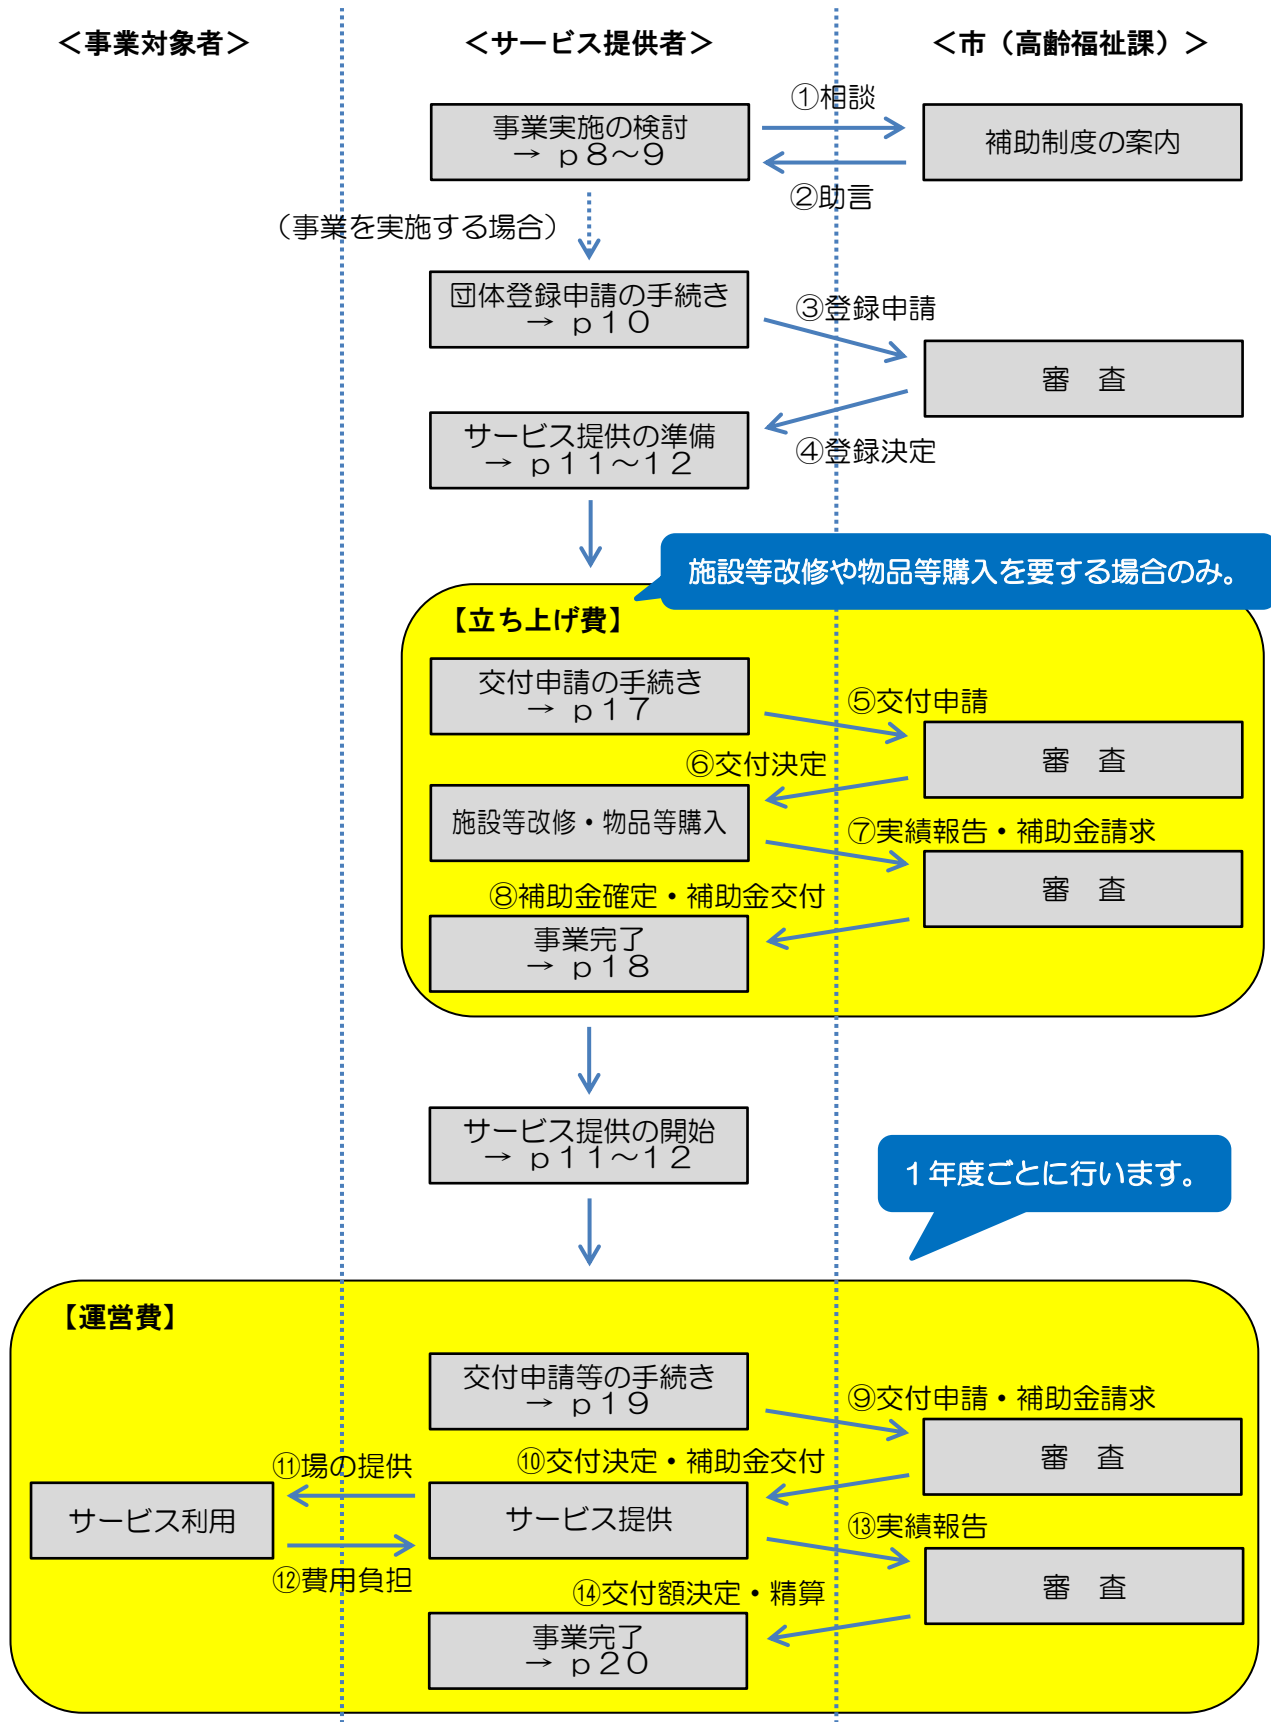 ＜事業対象者＞
＜サービス提供者＞
＜市（高齢福祉課）＞
①相談
事業実施の検討
→ ｐ８～９
補助制度の案内
②助言
（事業を実施する場合）
団体登録申請の手続き
→ ｐ１０
③登録申請
審　査
サービス提供の準備
→ ｐ１１～１２
④登録決定
施設等改修や物品等購入を要する場合のみ。
【立ち上げ費】
交付申請の手続き
→ ｐ１７
⑤交付申請
審　査
⑥交付決定
施設等改修・物品等購入
⑦実績報告・補助金請求
審　査
⑧補助金確定・補助金交付
事業完了
→ ｐ１８
サービス提供の開始
→ ｐ１１～１２
１年度ごとに行います。
【運営費】
交付申請等の手続き
→ ｐ１９
⑨交付申請・補助金請求
審　査
⑩交付決定・補助金交付
⑪場の提供
サービス利用
サービス提供
⑬実績報告
⑫費用負担
審　査
⑭交付額決定・精算
事業完了
→ ｐ２０